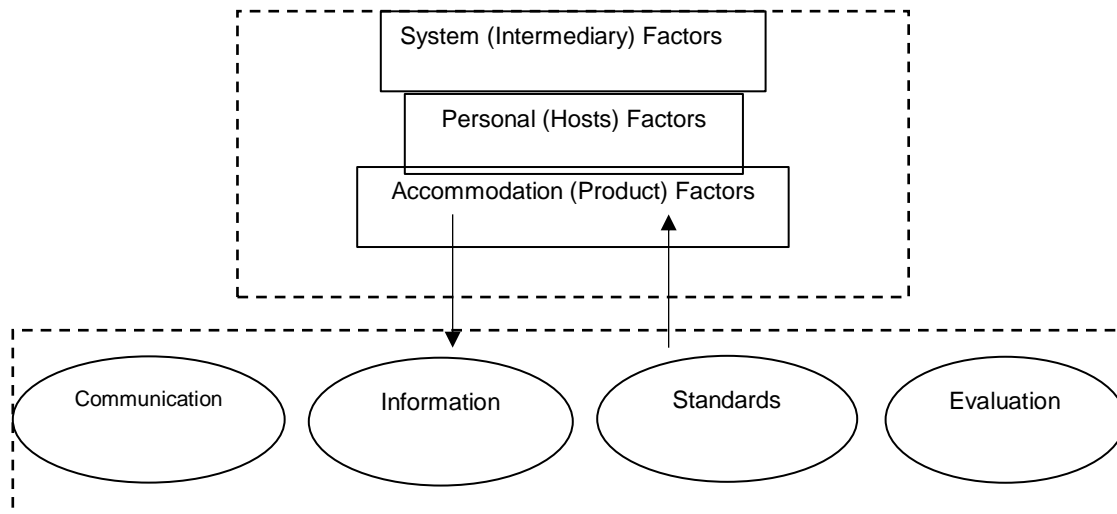 System (Intermediary) Factors
Personal (Hosts) Factors
Accommodation (Product) Factors
Communication
Information
Standards
Evaluation